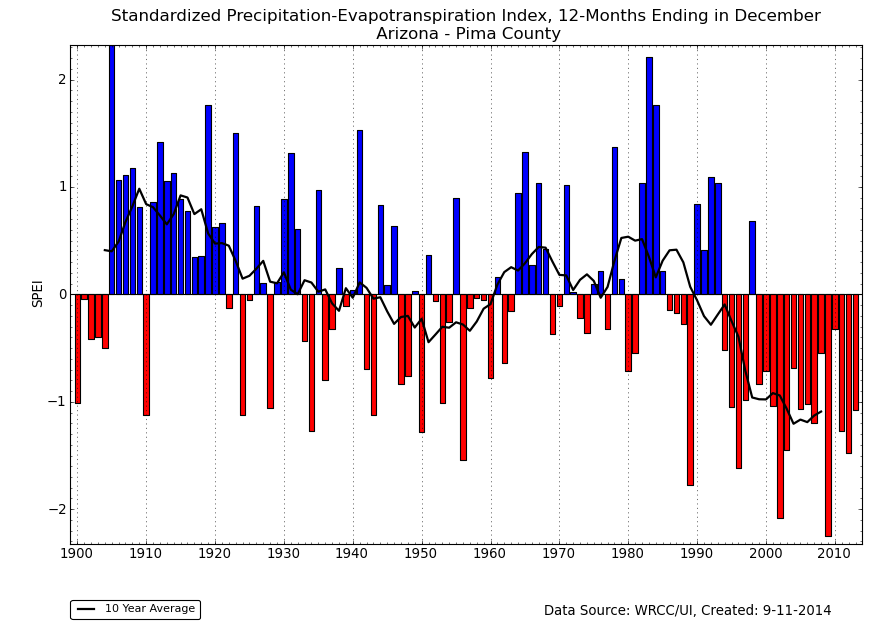 Standardized Precipitation-Evapotranspiration Index, 12-Months Ending in December
Arizona - Pima County
2
1
0
−1
−2
SPEI
1900 1910 1920 1930 1940 1950 1960 1970 1980 1990 2000 2010
10 Year Average
Data Source: WRCC/UI, Created: 9-11-2014